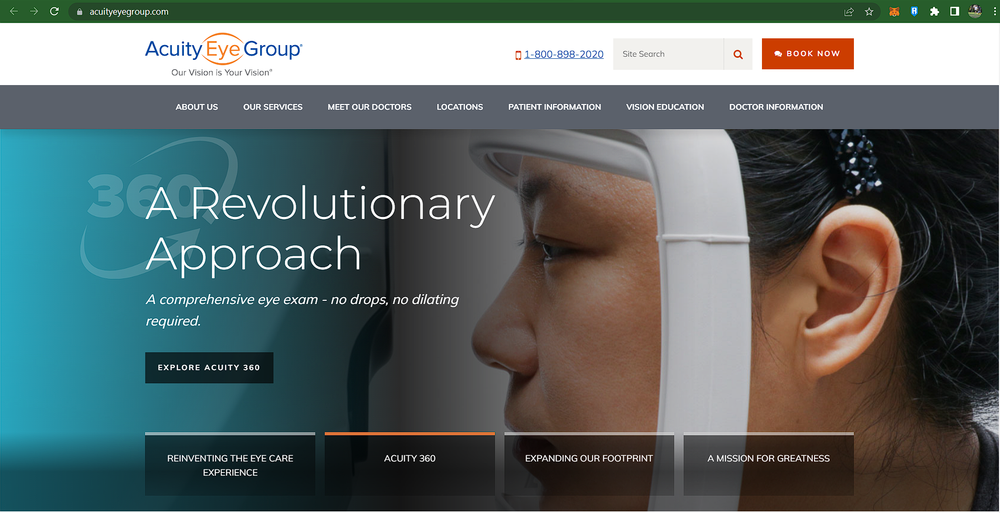 acuityeyegroup.com
Acuity Eye Group®
Our Vision is Your Vision®
1-800-898-2020
Site Search
BOOK NOW
ABOUT US
OUR SERVICES
MEET OUR DOCTORS
LOCATIONS
PATIENT INFORMATION
VISION EDUCATION
DOCTOR INFORMATION
360
A Revolutionary
Approach
A comprehensive eye exam - no drops, no dilating
required.
EXPLORE ACUITY 360
REINVENTING THE EYE CARE
EXPERIENCE
ACUITY 360
EXPANDING OUR FOOTPRINT
A MISSION FOR GREATNESS